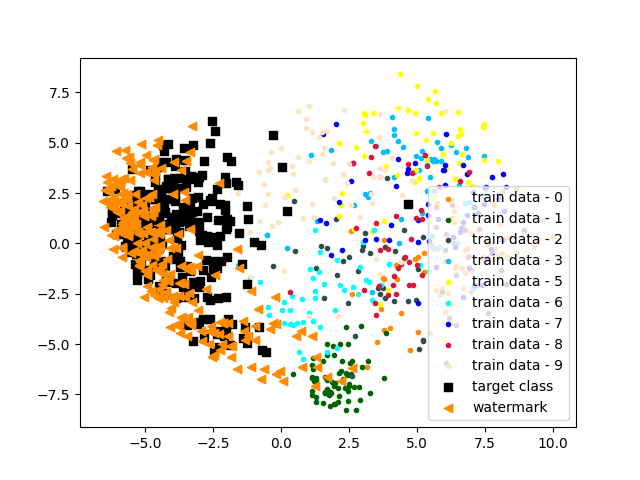 7.5
5.0
2.5
0.0
−2.5
−5.0
−7.5
−5.0 −2.5 0.0 2.5 5.0 7.5 10.0
train data - 0
train data - 1
train data - 2
train data - 3
train data - 5
train data - 6
train data - 7
train data - 8
train data - 9
target class
watermark